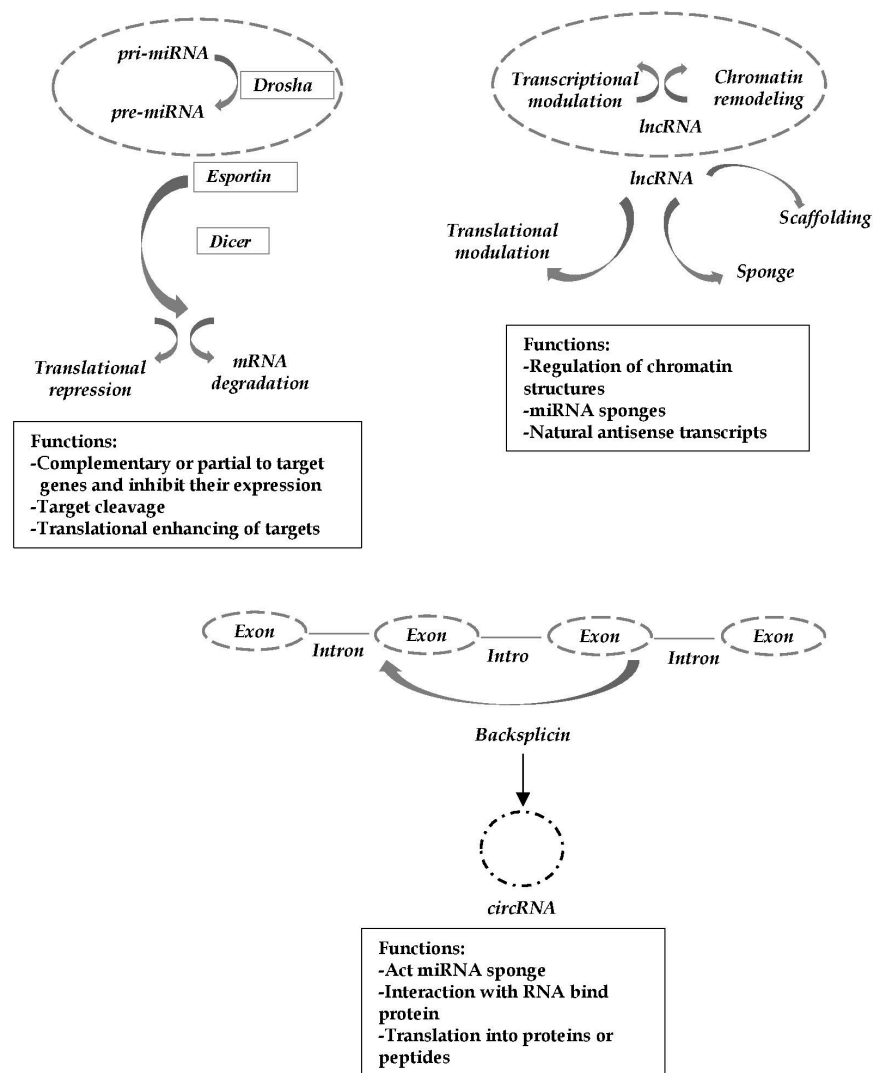 pri-miRNA
Drosha
pre-miRNA
Esportin
Dicer
Translational
repression
mRNA
degradation
Functions:
-Complementary or partial to target
genes and inhibit their expression
-Target cleavage
-Translational enhancing of targets
Transcriptional
modulation
Chromatin
remodeling
lncRNA
lncRNA
Scaffolding
Translational
modulation
Sponge
Functions:
-Regulation of chromatin
structures
-miRNA sponges
-Natural antisense transcripts
Exon
Intron
Exon
Intro
Exon
Intron
Exon
Backsplicin
circRNA
Functions:
-Act miRNA sponge
-Interaction with RNA bind
protein
-Translation into proteins or
peptides